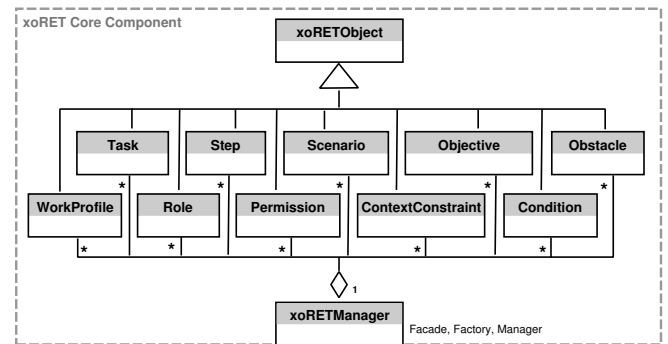 xoRET Core Component
xoRETObject
Task Step Scenario Objective Obstacle
* * * * *
WorkProfile Role Permission ContextConstraint Condition
* * * * *
1
xoRETManager
Facade, Factory, Manager